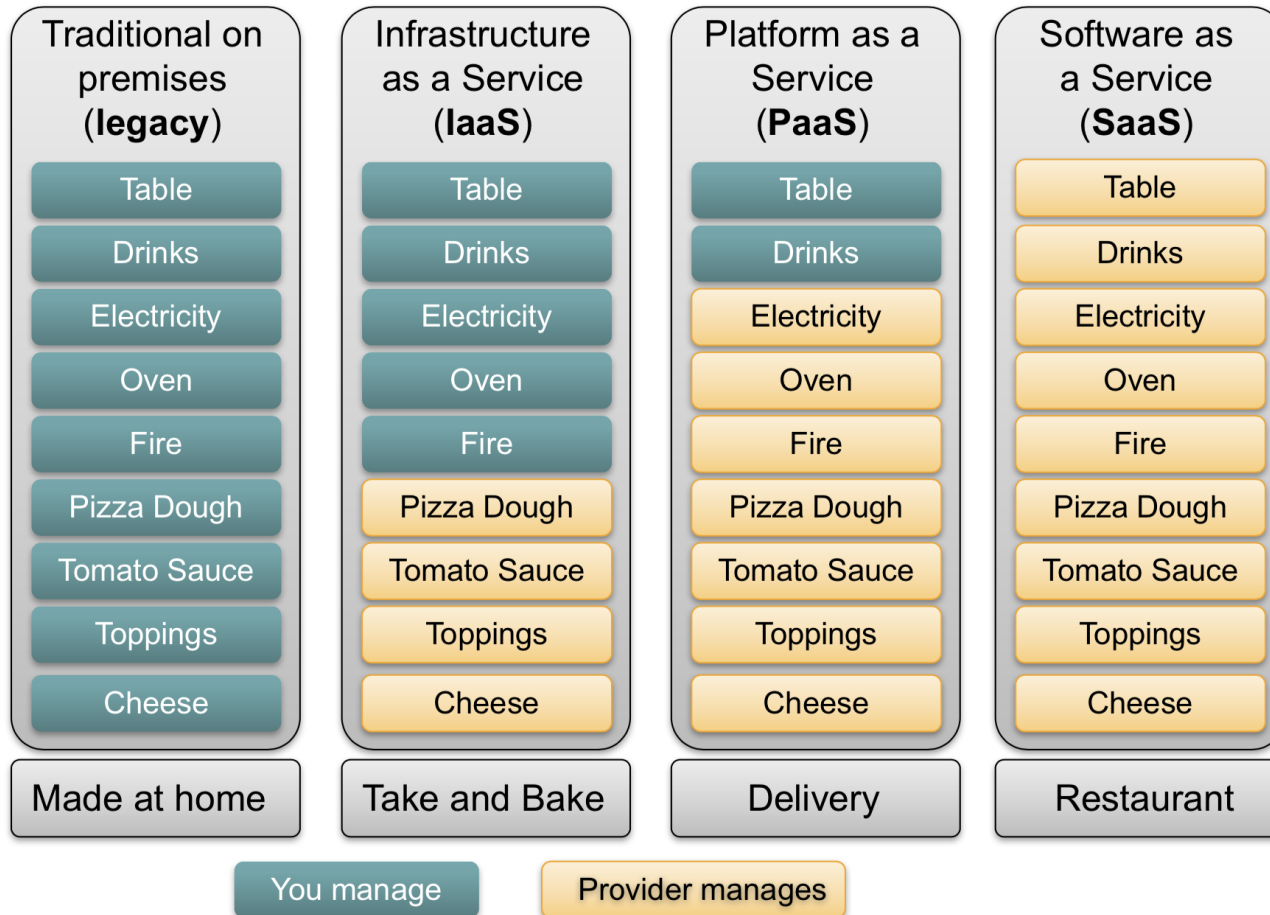 Traditional on
premises
(legacy)
Table
Drinks
Electricity
Oven
Fire
Pizza Dough
Tomato Sauce
Toppings
Cheese
Made at home
Infrastructure
as a Service
(IaaS)
Table
Drinks
Electricity
Oven
Fire
Pizza Dough
Tomato Sauce
Toppings
Cheese
Take and Bake
Platform as a
Service
(PaaS)
Table
Drinks
Electricity
Oven
Fire
Pizza Dough
Tomato Sauce
Toppings
Cheese
Delivery
Software as
a Service
(SaaS)
Table
Drinks
Electricity
Oven
Fire
Pizza Dough
Tomato Sauce
Toppings
Cheese
Restaurant
You manage
Provider manages